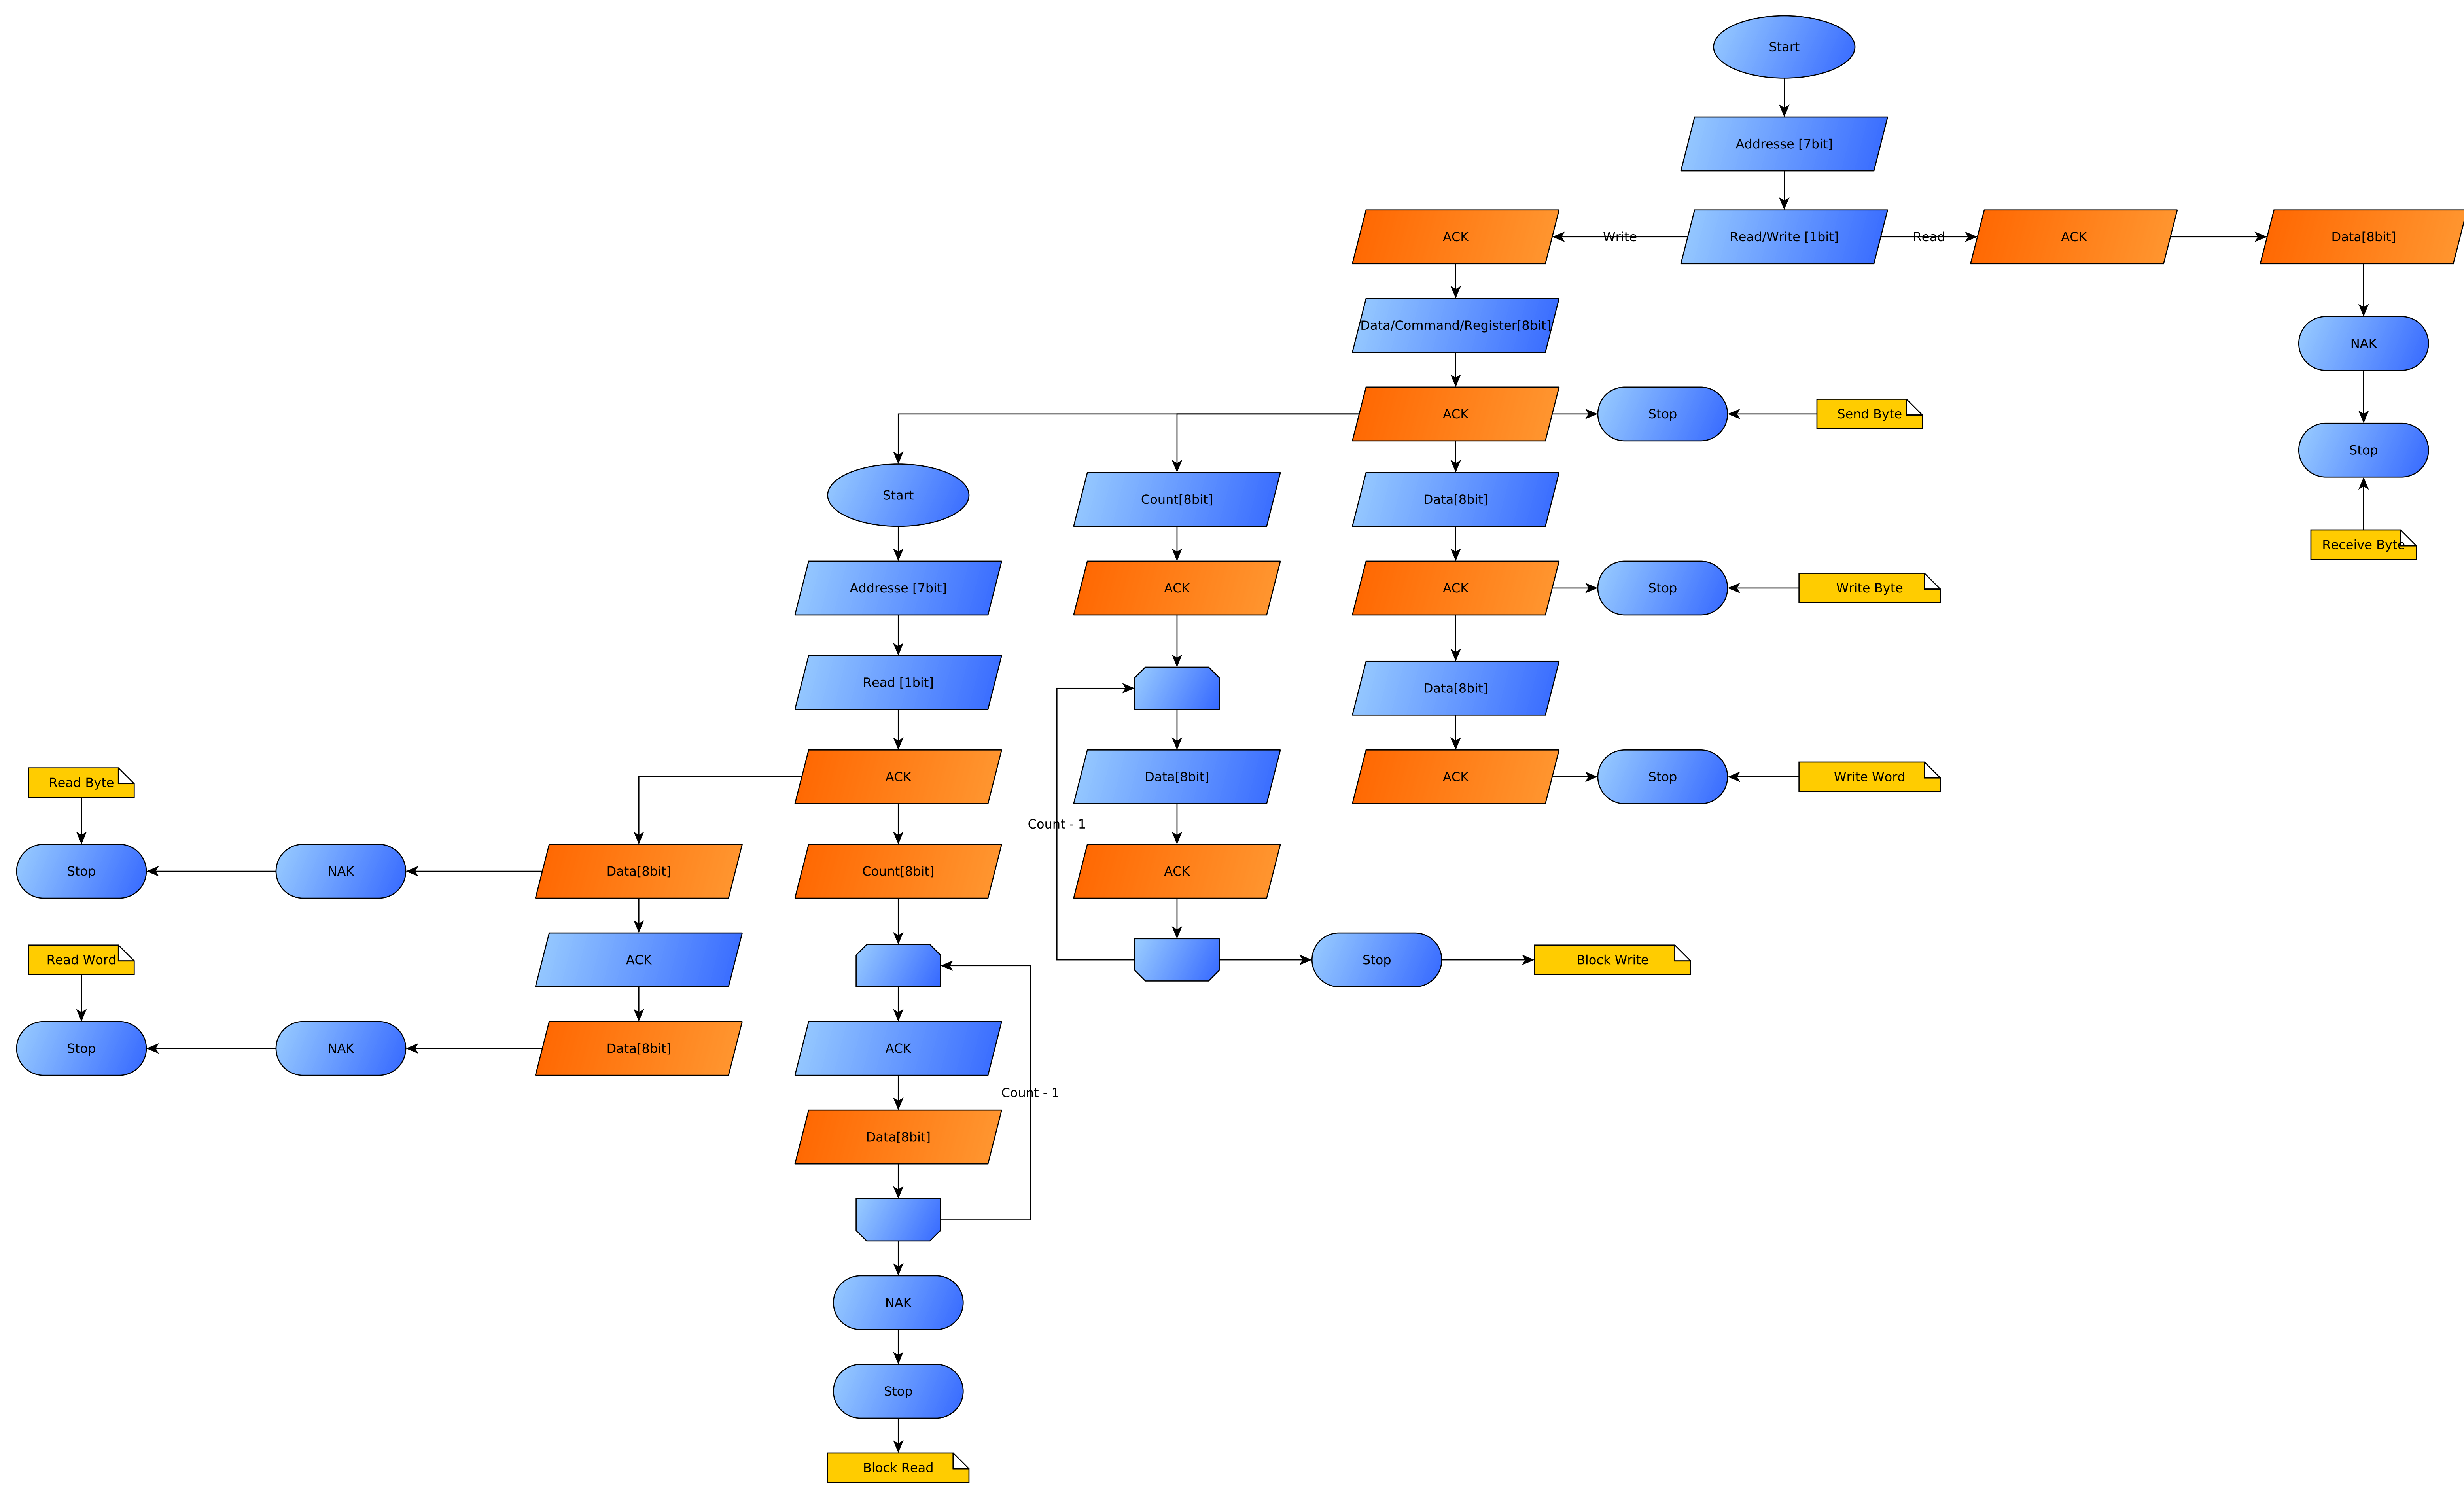 Start
Addresse [7bit]
ACK
Write
Read/Write [1bit]
Read
ACK
Data[8bit]
Data/Command/Register[8bit]
NAK
ACK
Stop
Send Byte
Stop
Start
Count[8bit]
Data[8bit]
Receive Byte
Addresse [7bit]
ACK
ACK
Stop
Write Byte
Read [1bit]
Data[8bit]
Read Byte
ACK
Data[8bit]
ACK
Stop
Write Word
Count - 1
Stop
NAK
Data[8bit]
Count[8bit]
ACK
Read Word
ACK
Stop
Block Write
Stop
NAK
Data[8bit]
ACK
Count - 1
Data[8bit]
NAK
Stop
Block Read